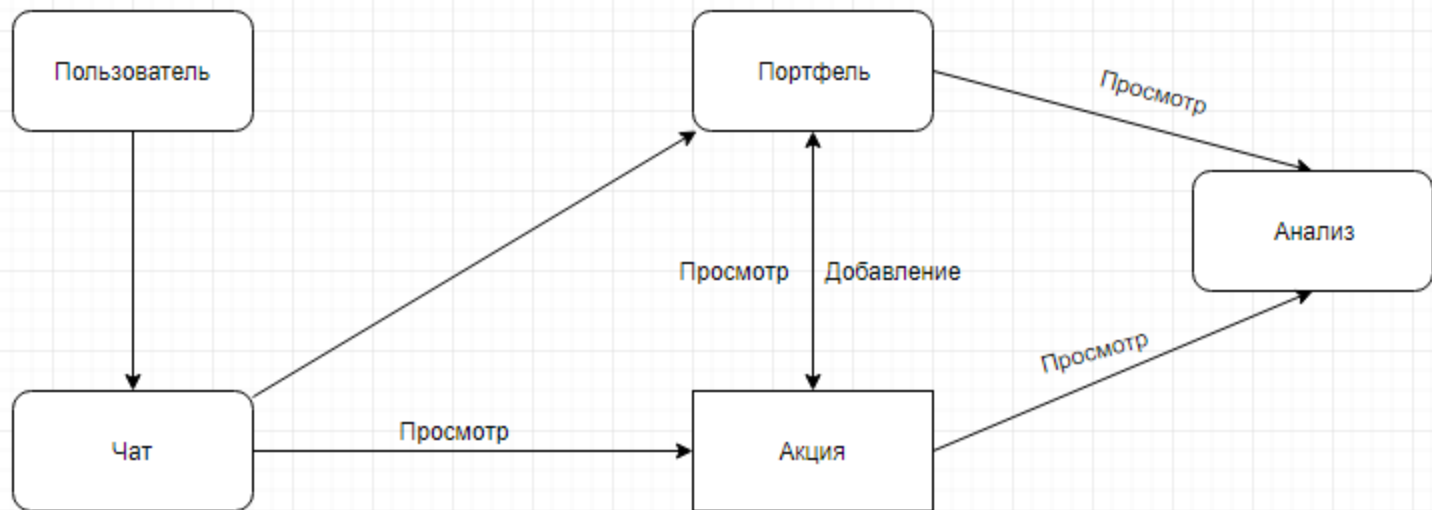 Пользователь
Портфель
Просмотр
Анализ
Просмотр
Добавление
Просмотр
Чат
Просмотр
Акция